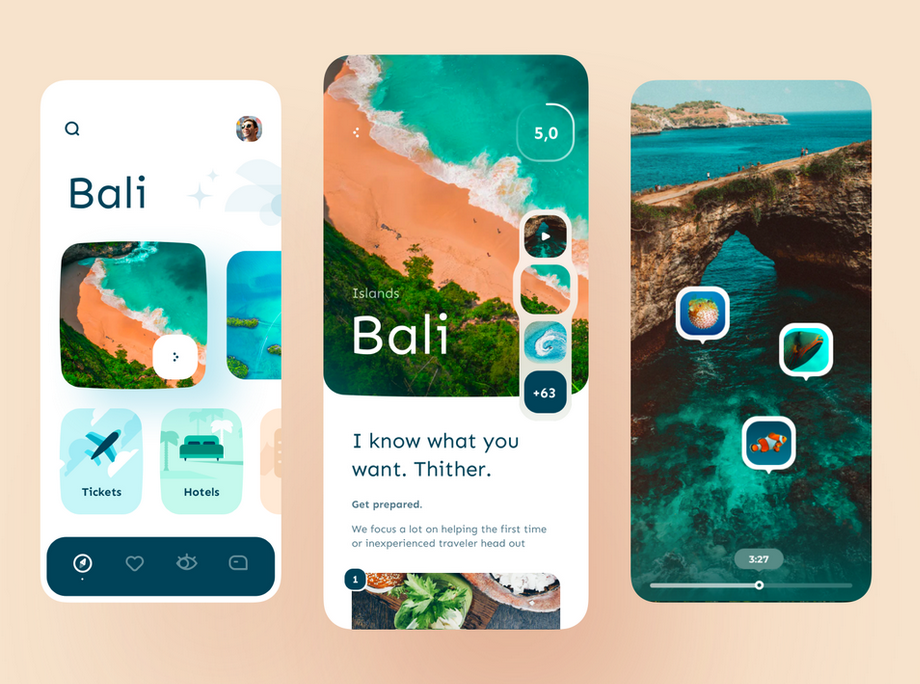 Bali
Tickets
Hotels
5,0
Islands
Bali
+63
I know what you
want. Thither.
Get prepared.
We focus a lot on helping the first time
or inexperienced traveler head out
1
3:27